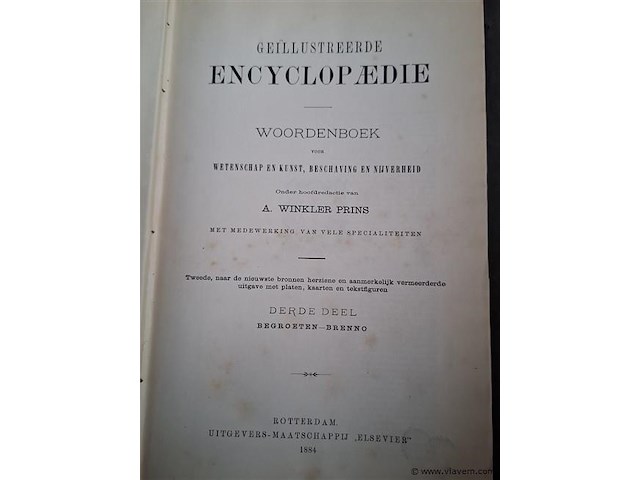 GEÏLLUSTREERDE
ENCYCLOPÆDIE
WOORDENBOEK
VOOR
WETENSCHAP EN KUNST, BESCHAVING EN NIJVERHEID
Onder hoofdredactie van
A. WINKLER PRINS
MET MEDEWERKING VAN VELE SPECIALITEITEN
Tweede, naar de nieuwste bronnen herziene en aanmerkelijk vermeerderde
uitgave met platen, kaarten en tekstfiguren
DERDE DEEL
BEGROETEN—BRENNO
ROTTERDAM.
UITGEVERS-MAATSCHAPPIJ „ELSEVIER”
1884
© www.vlavem.com